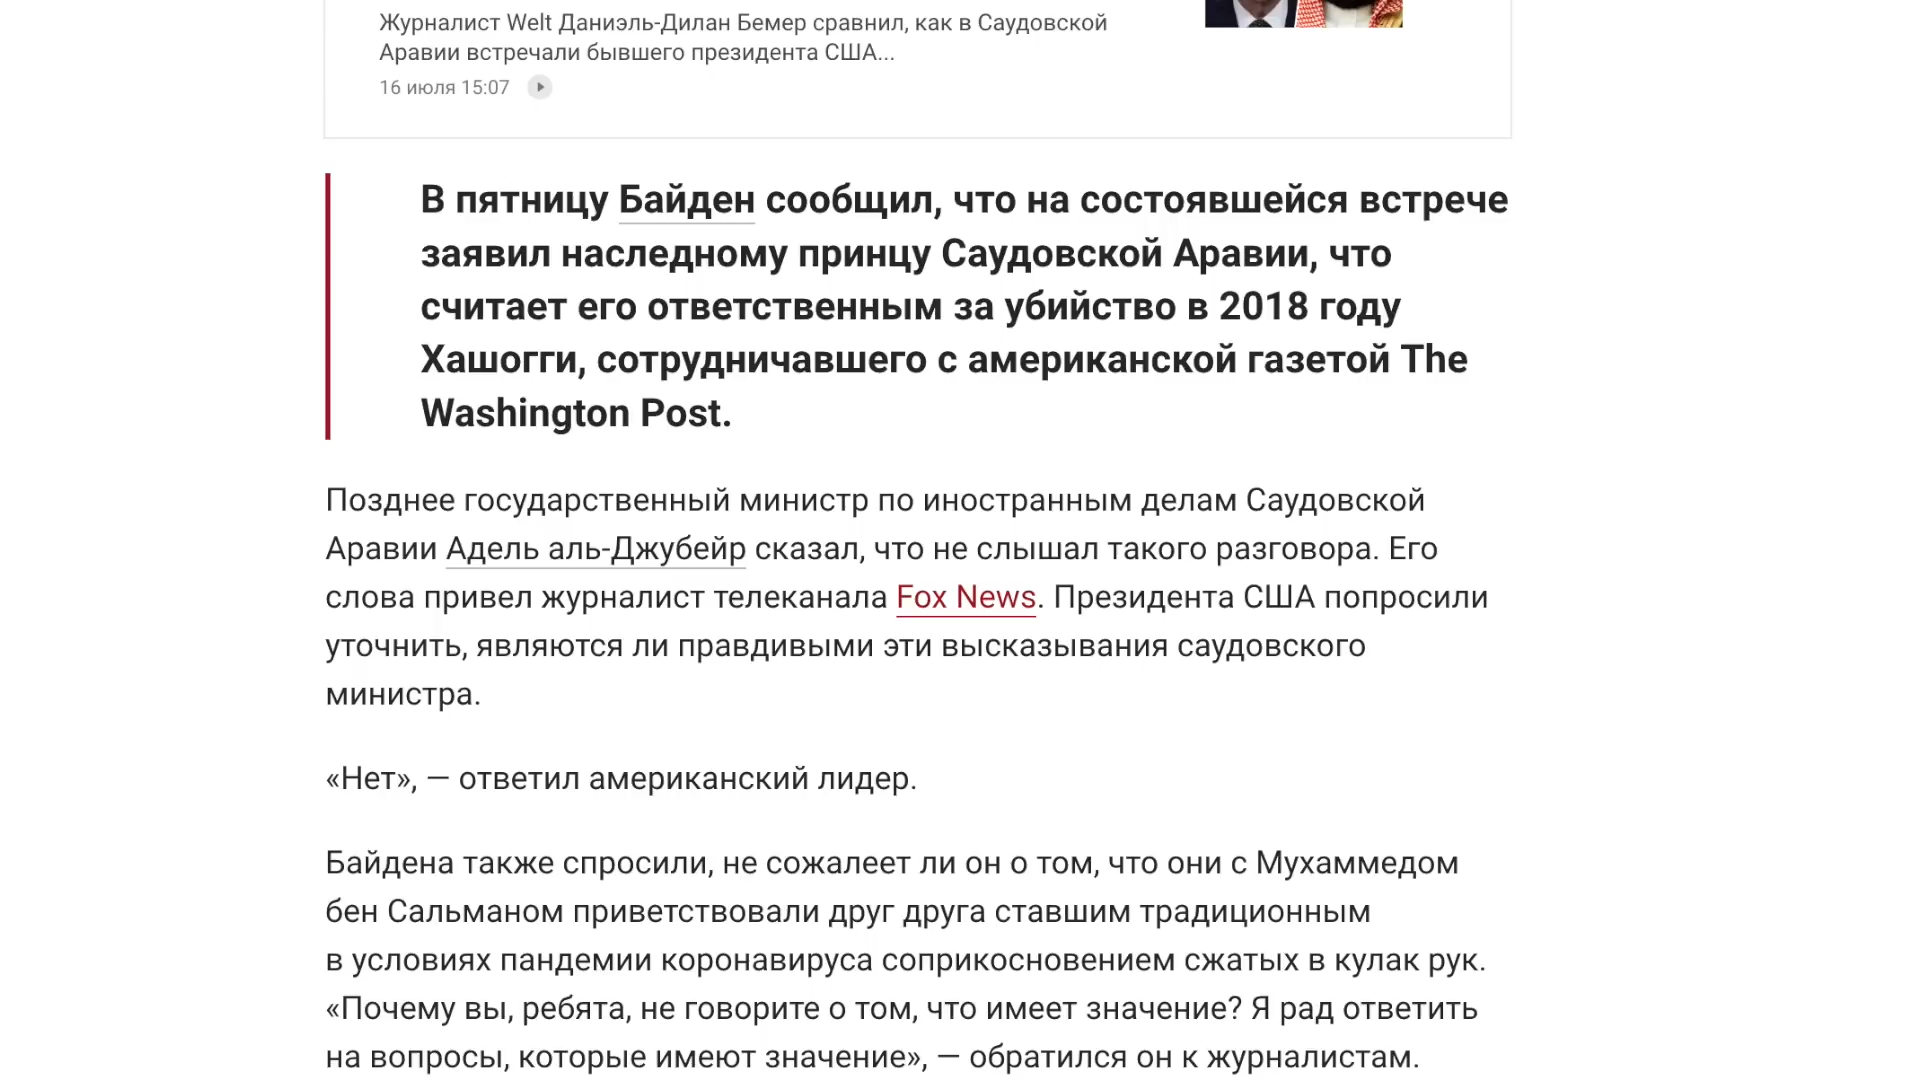 Журналист Welt Даниэль-Дилан Бемер сравнил, как в Саудовской
Аравии встречали бывшего президента США...
16 июля 15:07
В пятницу Байден сообщил, что на состоявшейся встрече
заявил наследному принцу Саудовской Аравии, что
считает его ответственным за убийство в 2018 году
Хашогги, сотрудничавшего с американской газетой The
Washington Post.
Позднее государственный министр по иностранным делам Саудовской
Аравии Адель аль-Джубейр сказал, что не слышал такого разговора. Его
слова привел журналист телеканала Fox News. Президента США попросили
уточнить, являются ли правдивыми эти высказывания саудовского
министра.
«Нет», — ответил американский лидер.
Байдена также спросили, не сожалеет ли он о том, что они с Мухаммедом
бен Сальманом приветствовали друг друга ставшим традиционным
в условиях пандемии коронавируса соприкосновением сжатых в кулак рук.
«Почему вы, ребята, не говорите о том, что имеет значение? Я рад ответить
на вопросы, которые имеют значение», — обратился он к журналистам.